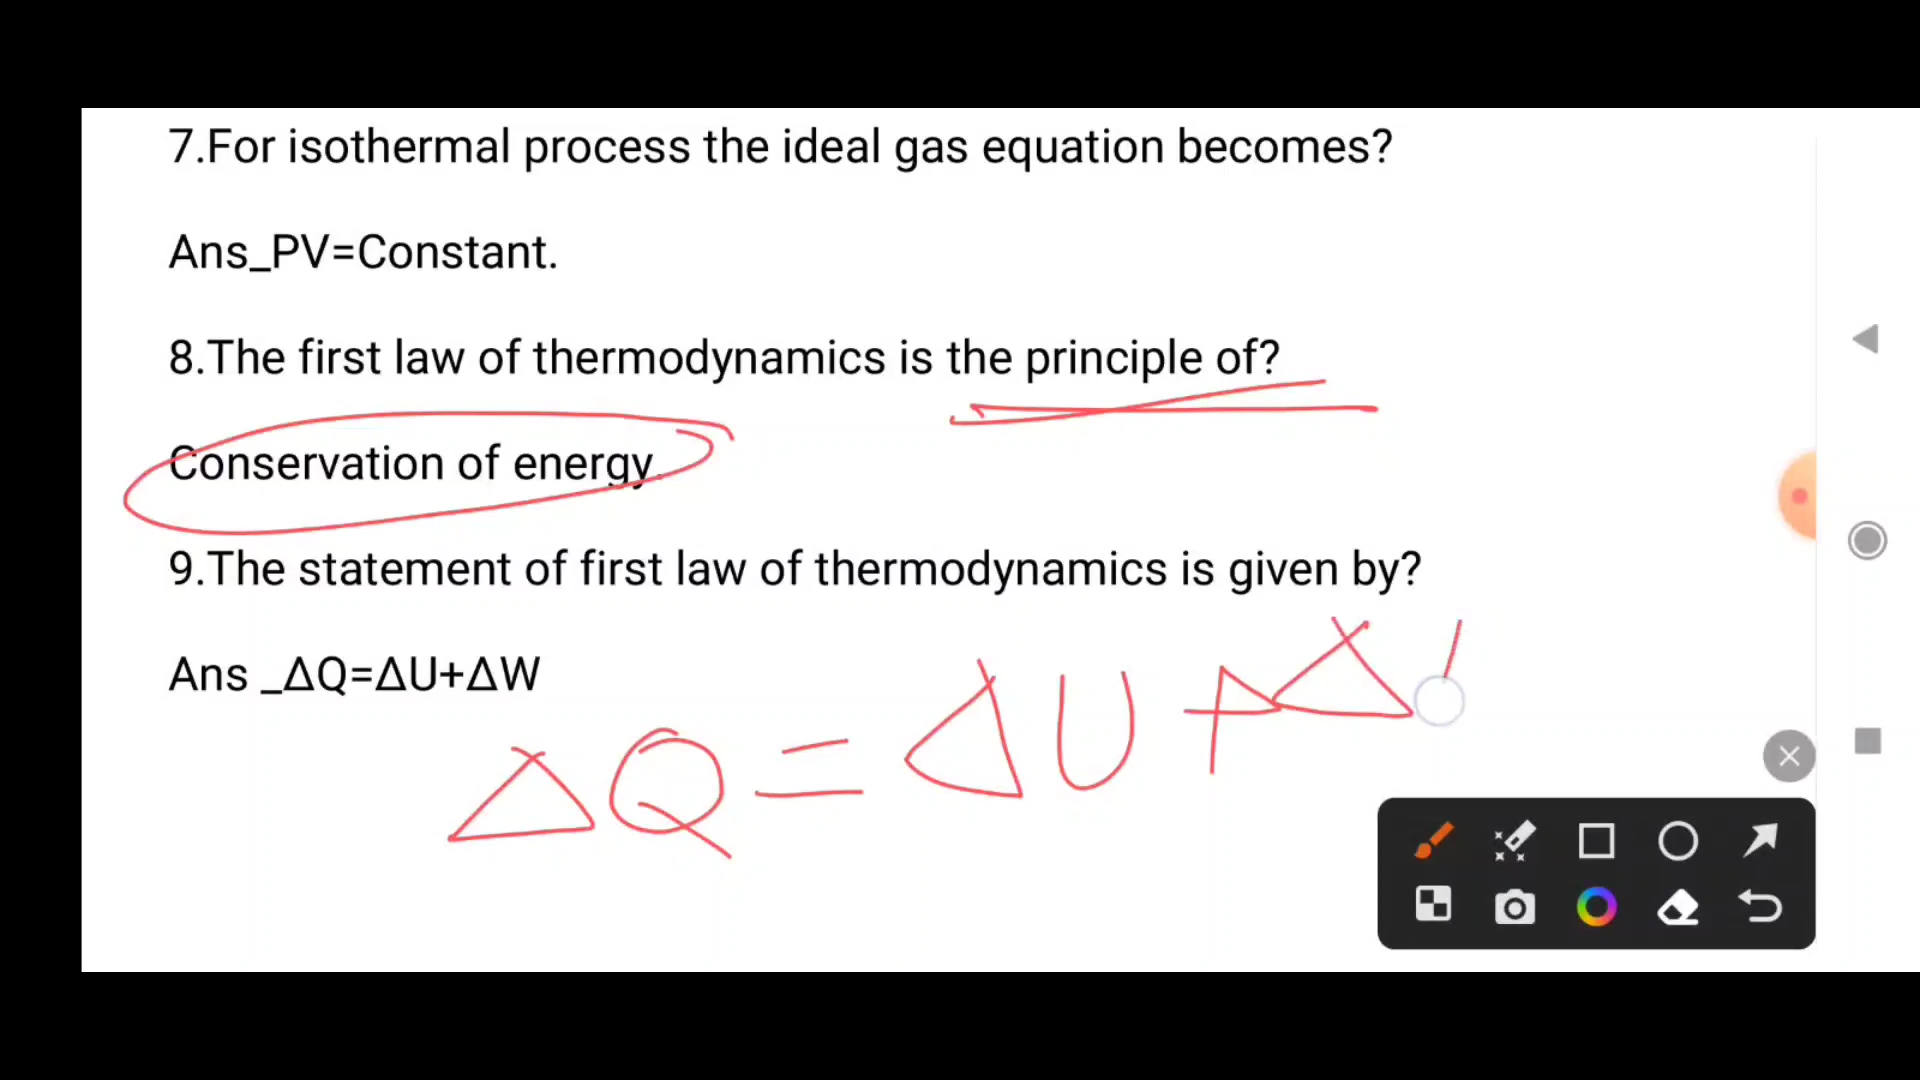 7.For isothermal process the ideal gas equation becomes?
Ans_PV=Constant.
8.The first law of thermodynamics is the principle of?
Conservation of energy.
9.The statement of first law of thermodynamics is given by?
Ans _ΔQ=ΔU+ΔW
ΔQ = ΔU + Δ